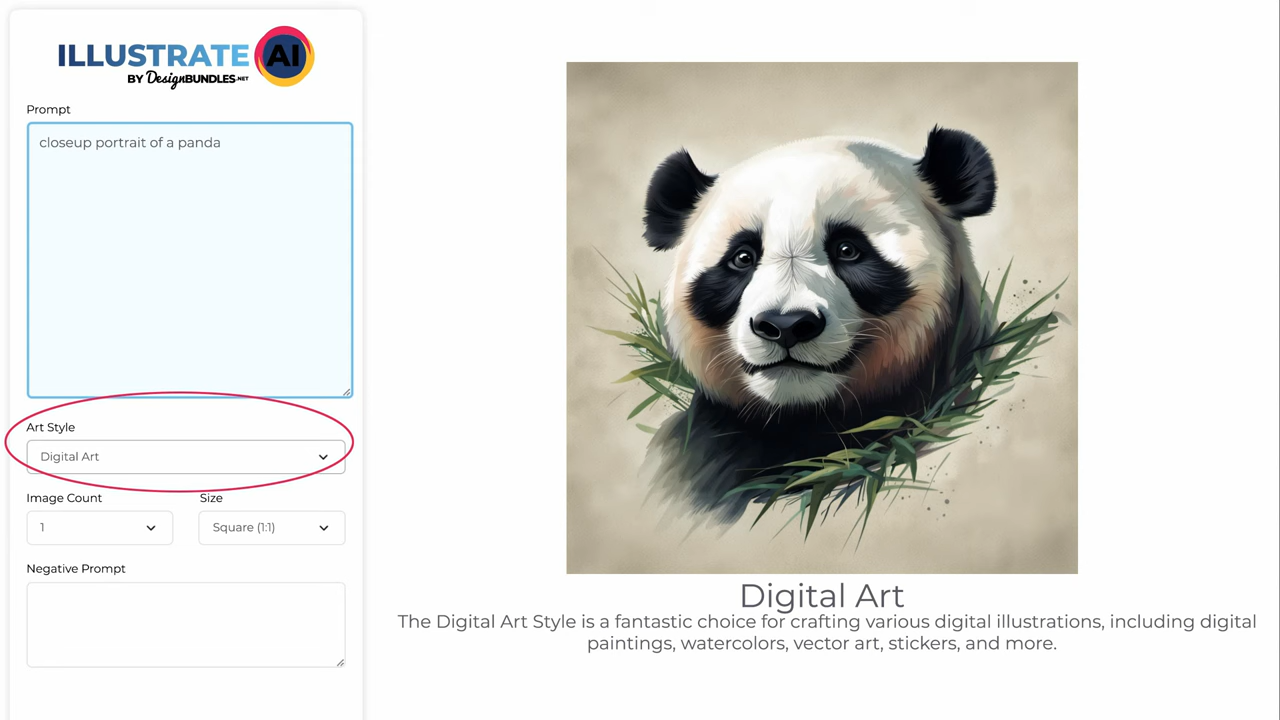 ILLUSTRATE AI
BY DesignBUNDLES.NET
Prompt
closeup portrait of a panda
Art Style
Digital Art
Image Count
Size
1
Square (1:1)
Negative Prompt
Digital Art
The Digital Art Style is a fantastic choice for crafting various digital illustrations, including digital
paintings, watercolors, vector art, stickers, and more.